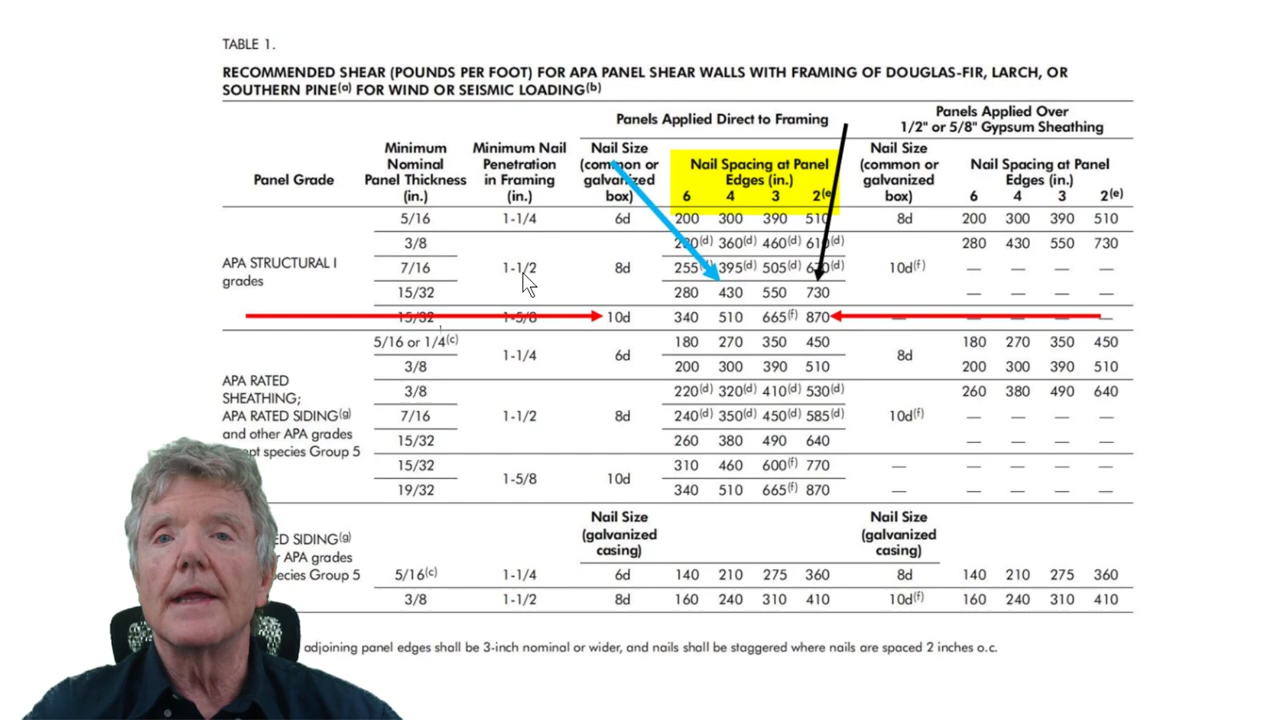 TABLE 1.
RECOMMENDED SHEAR (POUNDS PER FOOT) FOR APA PANEL SHEAR WALLS WITH FRAMING OF DOUGLAS-FIR, LARCH, OR
SOUTHERN PINE(a) FOR WIND OR SEISMIC LOADING(b)
Panels Applied Direct to Framing
Panels Applied Over
1/2" or 5/8" Gypsum Sheathing
Panel Grade
Minimum
Nominal
Panel Thickness
(in.)
Minimum Nail
Penetration
in Framing
(in.)
Nail Size
(common or
galvanized
box)
Nail Spacing at Panel
Edges (in.)
6 4 3 2(e
Nail Size
(common or
galvanized
box)
Nail Spacing at Panel
Edges (in.)
6 4 3 2(e)
APA STRUCTURAL I
grades
5/16 1-1/4 6d 200 300 390 510 8d 200 300 390 510
3/8 220(d) 360(d) 460(d) 610(d) 280 430 550 730
7/16 1-1/2 8d 255(d) 395(d) 505(d) 670(d) 10d(f) — — — —
15/32 280 430 550 730 — — — —
15/32 1-5/8 10d 340 510 665(f) 870 — — — —
APA RATED
SHEATHING;
APA RATED SIDING(g)
and other APA grades
except species Group 5
5/16 or 1/4(c) 1-1/4 6d 180 270 350 450 8d 180 270 350 450
3/8 200 300 390 510 200 300 390 510
3/8 220(d) 320(d) 410(d) 530(d) 260 380 490 640
7/16 1-1/2 8d 240(d) 350(d) 450(d) 585(d) 10d(f) — — — —
15/32 260 380 490 640 — — — —
15/32 1-5/8 10d 310 460 600(f) 770 — — — —
19/32 340 510 665(f) 870 — — — —
Nail Size
(galvanized
casing)
Nail Size
(galvanized
casing)
ED SIDING(g)
r APA grades
ecies Group 5
5/16(c) 1-1/4 6d 140 210 275 360 8d 140 210 275 360
3/8 1-1/2 8d 160 240 310 410 10d(f) 160 240 310 410
adjoining panel edges shall be 3-inch nominal or wider, and nails shall be staggered where nails are spaced 2 inches o.c.